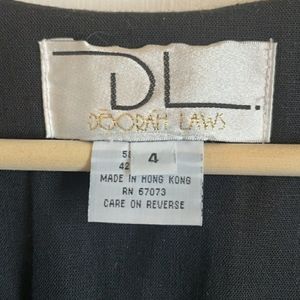 DL.
DEBORAH LAWS
4
MADE IN HONG KONG
RN 67073
CARE ON REVERSE